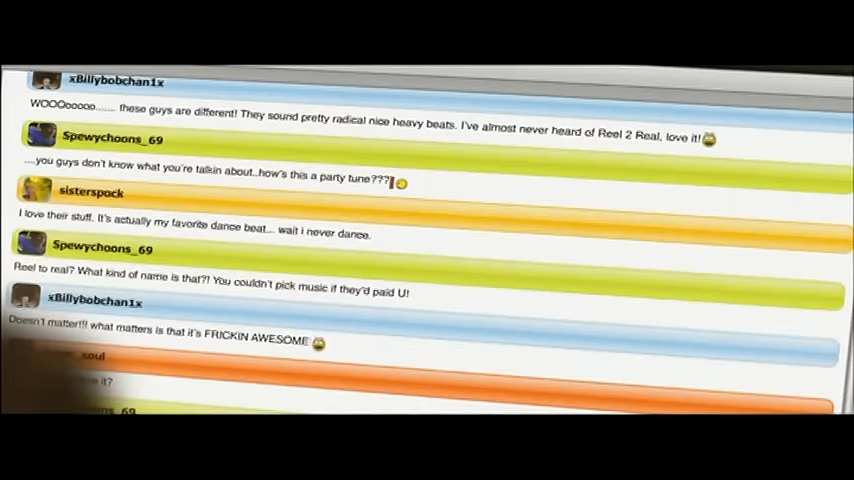 xBillybobchan1x
WOOOooooo....... these guys are different! They sound pretty radical nice heavy beats. I've almost never heard of Reel 2 Real, love it!
Spewychoons_69
....you guys don't know what you're talkin about..how's this a party tune???
sisterspock
I love their stuff. It's actually my favorite dance beat... wait i never dance.
Spewychoons_69
Reel to real? What kind of name is that?! You couldn't pick music if they'd paid U!
xBillybobchan1x
Doesn't matter!!! what matters is that it's FRICKIN AWESOME
_soul
it?